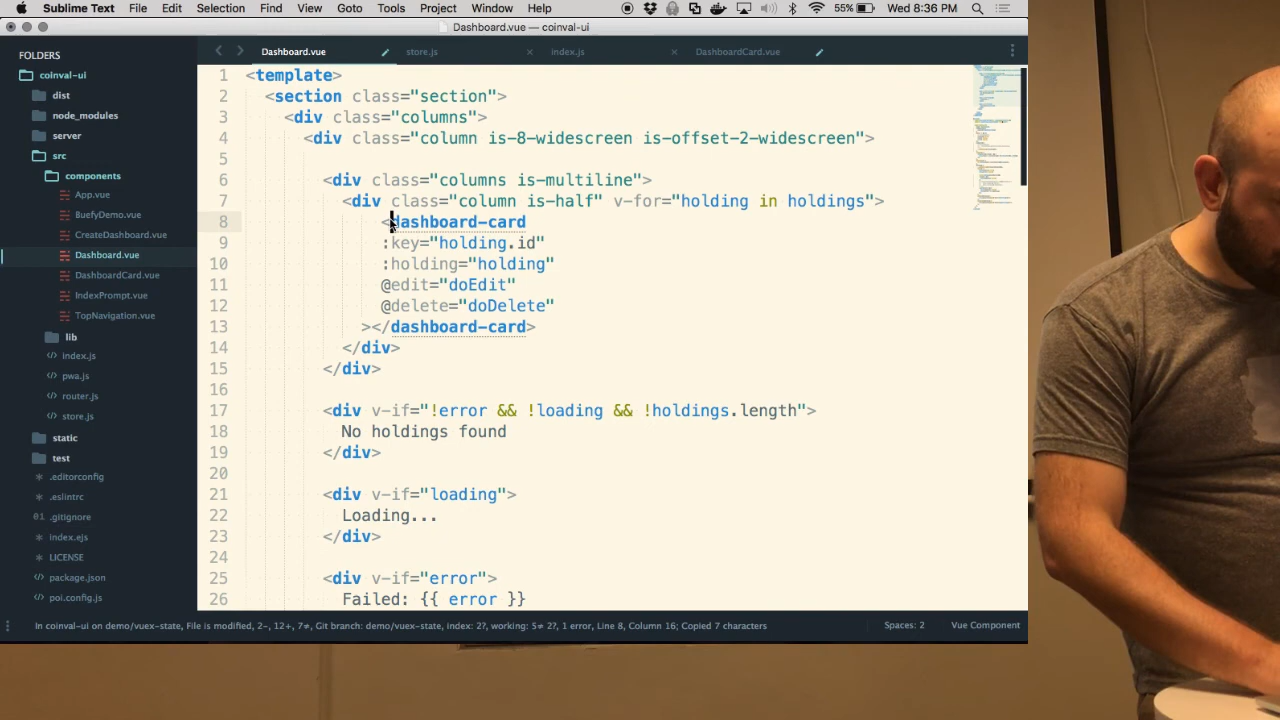 Sublime Text File Edit Selection Find View Goto Tools Project Window Help 55% Wed 8:36 PM
Dashboard.vue — coinval-ui
FOLDERS
coinval-ui
dist
node_modules
server
src
components
App.vue
BuefyDemo.vue
CreateDashboard.vue
Dashboard.vue
DashboardCard.vue
IndexPrompt.vue
TopNavigation.vue
lib
index.js
pwa.js
router.js
store.js
static
test
.editorconfig
.eslintrc
.gitignore
index.ejs
LICENSE
package.json
poi.config.js
Dashboard.vue store.js index.js DashboardCard.vue
1 <template>
2 <section class="section">
3 <div class="columns">
4 <div class="column is-8-widescreen is-offset-2-widescreen">
5
6 <div class="columns is-multiline">
7 <div class="column is-half" v-for="holding in holdings">
8 <dashboard-card
9 :key="holding.id"
10 :holding="holding"
11 @edit="doEdit"
12 @delete="doDelete"
13 ></dashboard-card>
14 </div>
15 </div>
16
17 <div v-if="!error && !loading && !holdings.length">
18 No holdings found
19 </div>
20
21 <div v-if="loading">
22 Loading...
23 </div>
24
25 <div v-if="error">
26 Failed: {{ error }}
In coinval-ui on demo/vuex-state, File is modified, 2-, 12+, 7≠, Git branch: demo/vuex-state, index: 2?, working: 5≠ 2?, 1 error, Line 8, Column 16; Copied 7 characters Spaces: 2 Vue Component